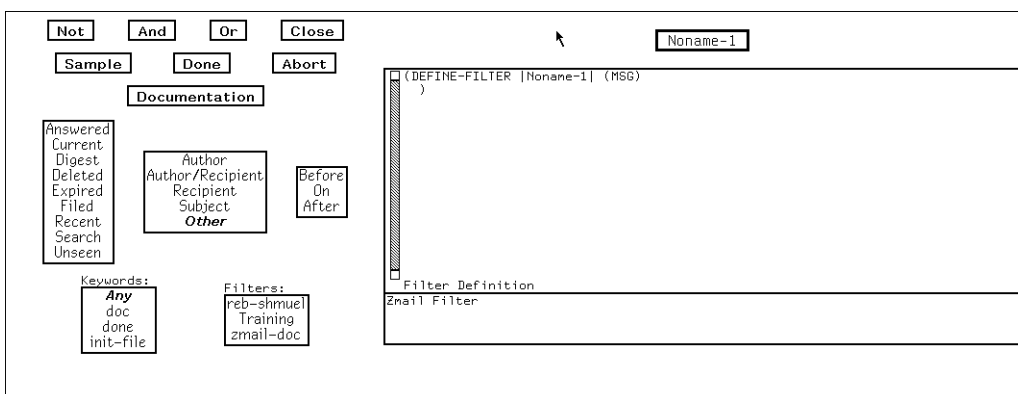 Not And Or Close
Noname-1
Sample Done Abort
Documentation
(DEFINE-FILTER |Noname-1| (MSG)
)
Answered
Current
Digest
Deleted
Expired
Filed
Recent
Search
Unseen
Author
Author/Recipient
Recipient
Subject
Other
Before
On
After
Keywords:
Any
doc
done
init-file
Filters:
reb-shmuel
Training
zmail-doc
Filter Definition
Zmail Filter